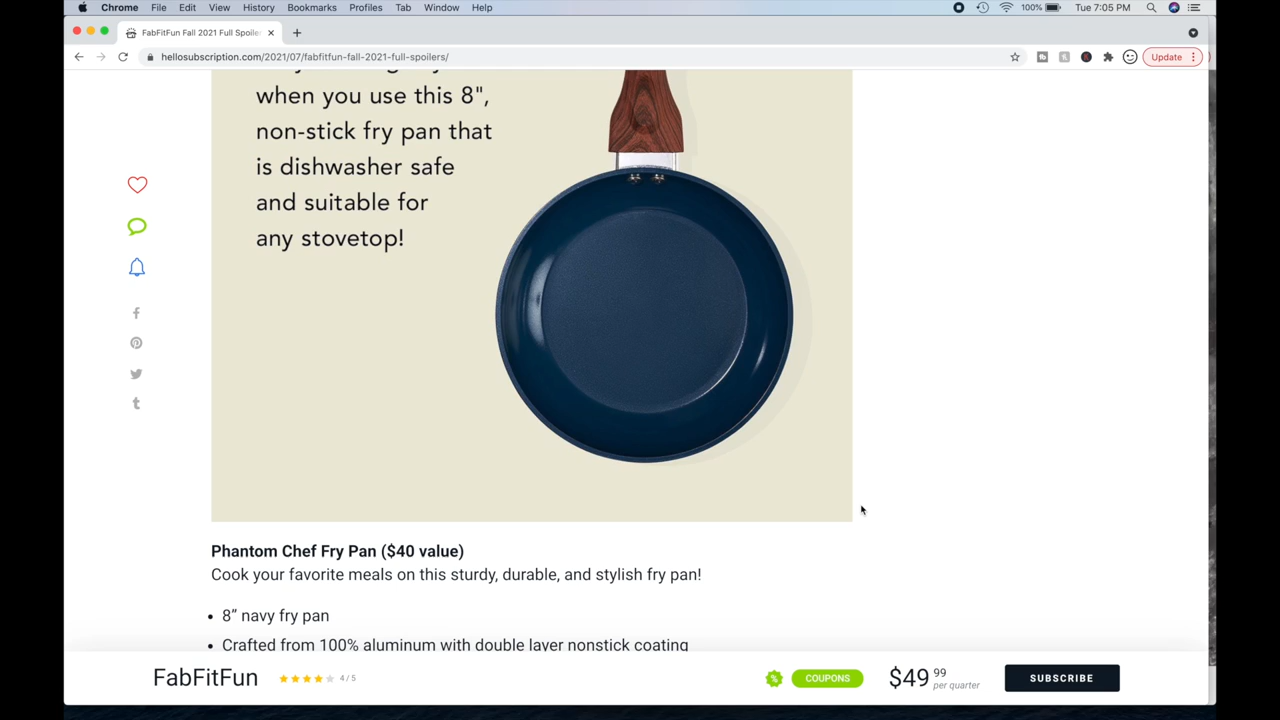 Chrome File Edit View History Bookmarks Profiles Tab Window Help 100% Tue 7:05 PM
FabFitFun Fall 2021 Full Spoile
hellosubscription.com/2021/07/fabfitfun-fall-2021-full-spoilers/ Update
when you use this 8",
non-stick fry pan that
is dishwasher safe
and suitable for
any stovetop!
Phantom Chef Fry Pan ($40 value)
Cook your favorite meals on this sturdy, durable, and stylish fry pan!
• 8” navy fry pan
• Crafted from 100% aluminum with double layer nonstick coating
FabFitFun 4 / 5 COUPONS $49 99 per quarter SUBSCRIBE